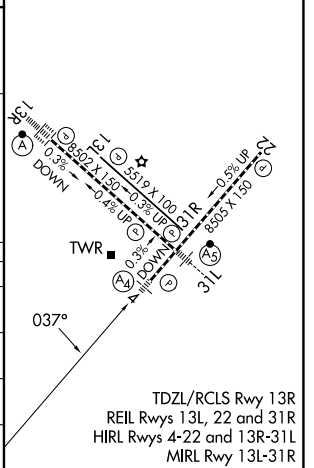 13R
A
P
13L
P
8502 X 150
0.3%
DOWN
0.4% UP
5519 X 100
0.3% UP
P
31R
P
0.5% UP
22
P
8505 X 150
TWR
0.3%
DOWN
A5
A4
4
P
31L
037°
TDZL/RCLS Rwy 13R
REIL Rwys 13L, 22 and 31R
HIRL Rwys 4-22 and 13R-31L
MIRL Rwy 13L-31R